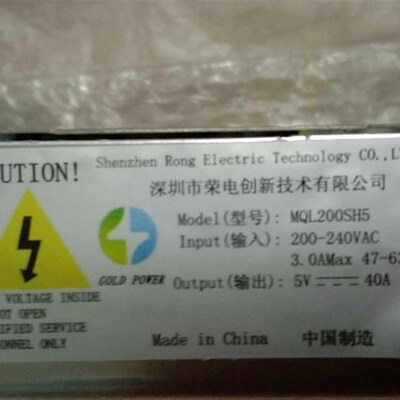 UTION!
Shenzhen Rong Electric Technology CO.,L
深圳市荣电创新技术有限公司
Model(型号): MQL200SH5
Input(输入): 200-240VAC
3.0AMax 47-63
GOLD POWER
Output(输出): 5V 40A
VOLTAGE INSIDE
OT OPEN
IFIED SERVICE
ONNEL ONLY
Made in China 中国制造